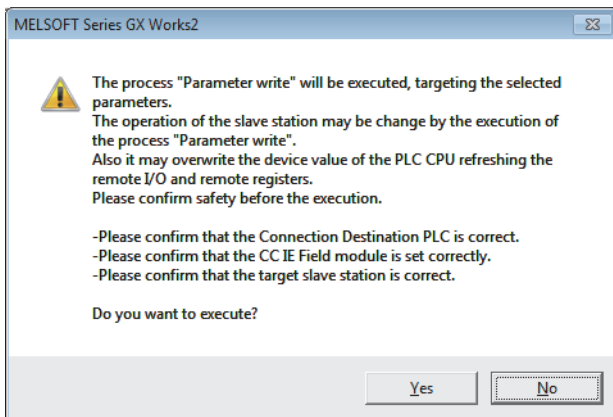 MELSOFT Series GX Works2
The process "Parameter write" will be executed, targeting the selected
parameters.
The operation of the slave station may be change by the execution of
the process "Parameter write".
Also it may overwrite the device value of the PLC CPU refreshing the
remote I/O and remote registers.
Please confirm safety before the execution.
-Please confirm that the Connection Destination PLC is correct.
-Please confirm that the CC IE Field module is set correctly.
-Please confirm that the target slave station is correct.
Do you want to execute?
Yes
No